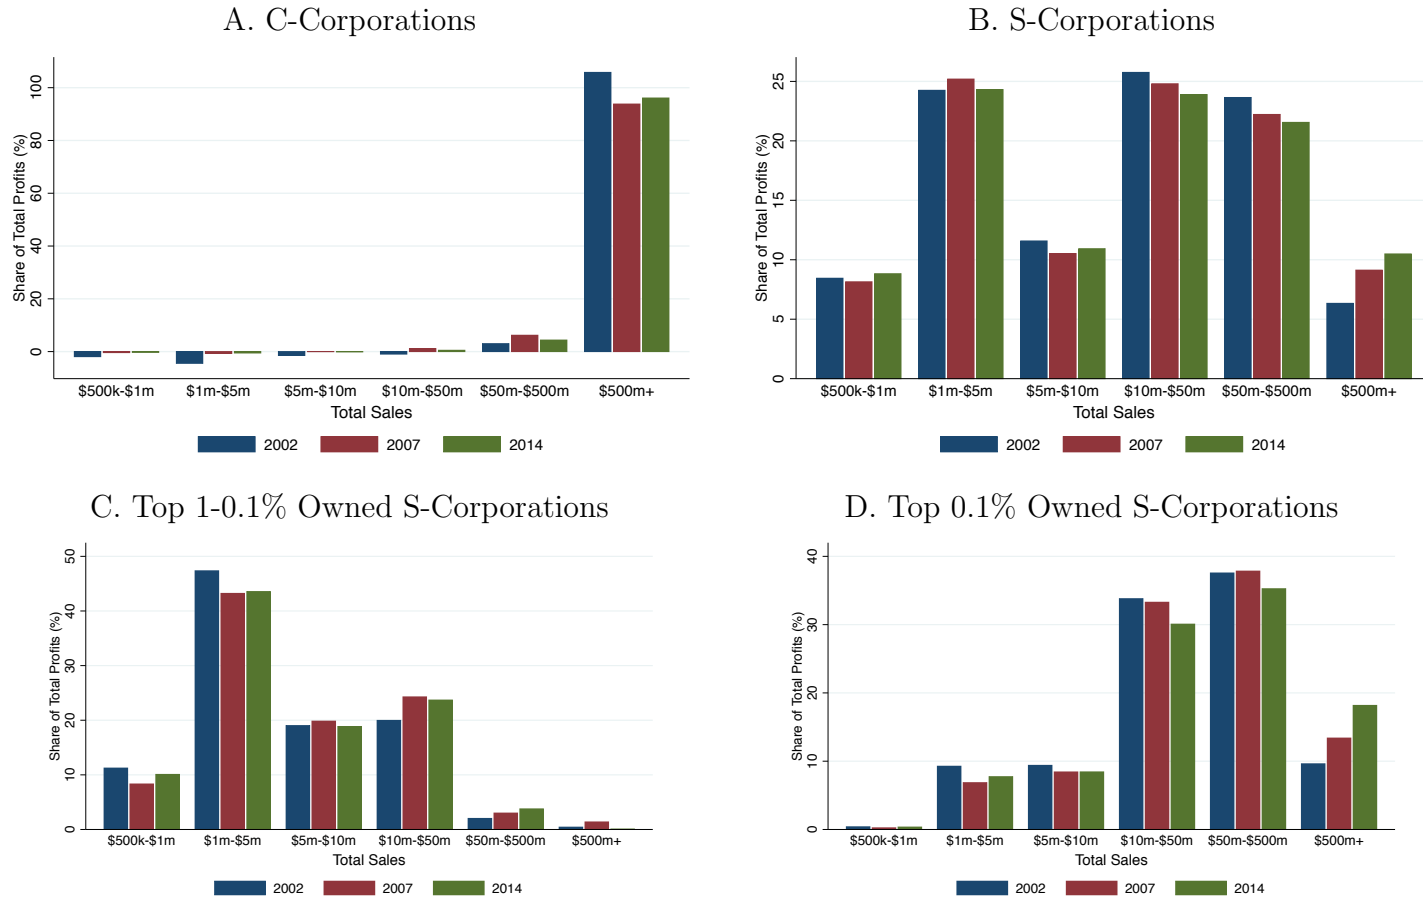 A. C-Corporations
Share of Total Profits (%)
100
80
60
40
20
0
$500k-$1m $1m-$5m $5m-$10m $10m-$50m $50m-$500m $500m+
Total Sales
2002 2007 2014
B. S-Corporations
Share of Total Profits (%)
25
20
15
10
5
0
$500k-$1m $1m-$5m $5m-$10m $10m-$50m $50m-$500m $500m+
Total Sales
2002 2007 2014
C. Top 1-0.1% Owned S-Corporations
Share of Total Profits (%)
50
40
30
20
10
0
$500k-$1m $1m-$5m $5m-$10m $10m-$50m $50m-$500m $500m+
Total Sales
2002 2007 2014
D. Top 0.1% Owned S-Corporations
Share of Total Profits (%)
40
30
20
10
0
$500k-$1m $1m-$5m $5m-$10m $10m-$50m $50m-$500m $500m+
Total Sales
2002 2007 2014